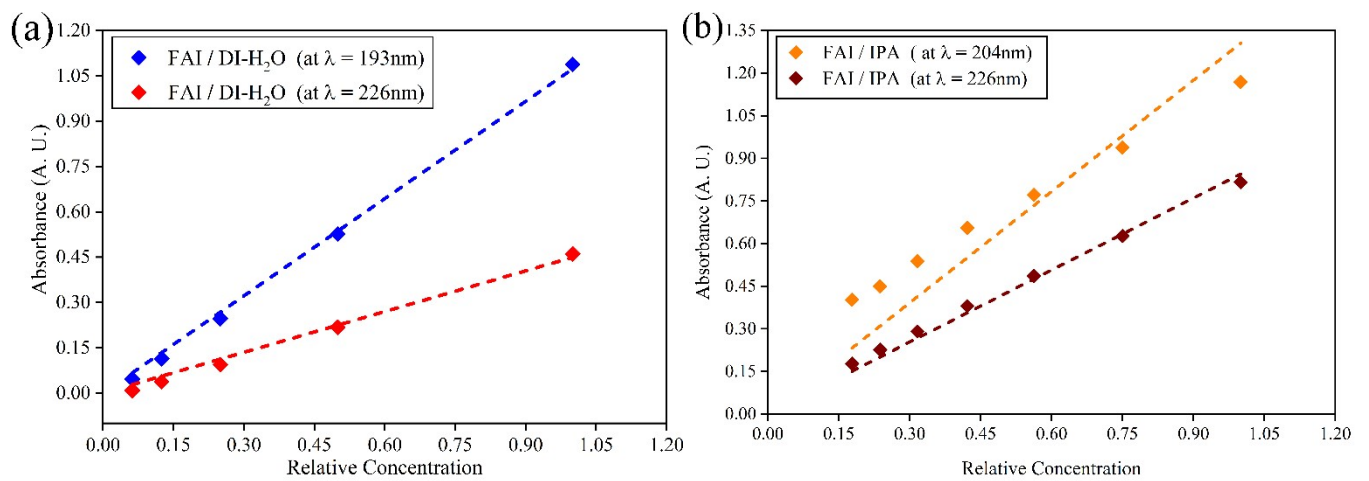 (a)
FAI / DI-H₂O (at λ = 193nm)
FAI / DI-H₂O (at λ = 226nm)
Absorbance (A. U.)
1.20
1.05
0.90
0.75
0.60
0.45
0.30
0.15
0.00
0.00 0.15 0.30 0.45 0.60 0.75 0.90 1.05 1.20
Relative Concentration
(b)
FAI / IPA ( at λ = 204nm)
FAI / IPA (at λ = 226nm)
Absorbance (A. U.)
1.35
1.20
1.05
0.90
0.75
0.60
0.45
0.30
0.15
0.00
0.00 0.15 0.30 0.45 0.60 0.75 0.90 1.05 1.20
Relative Concentration